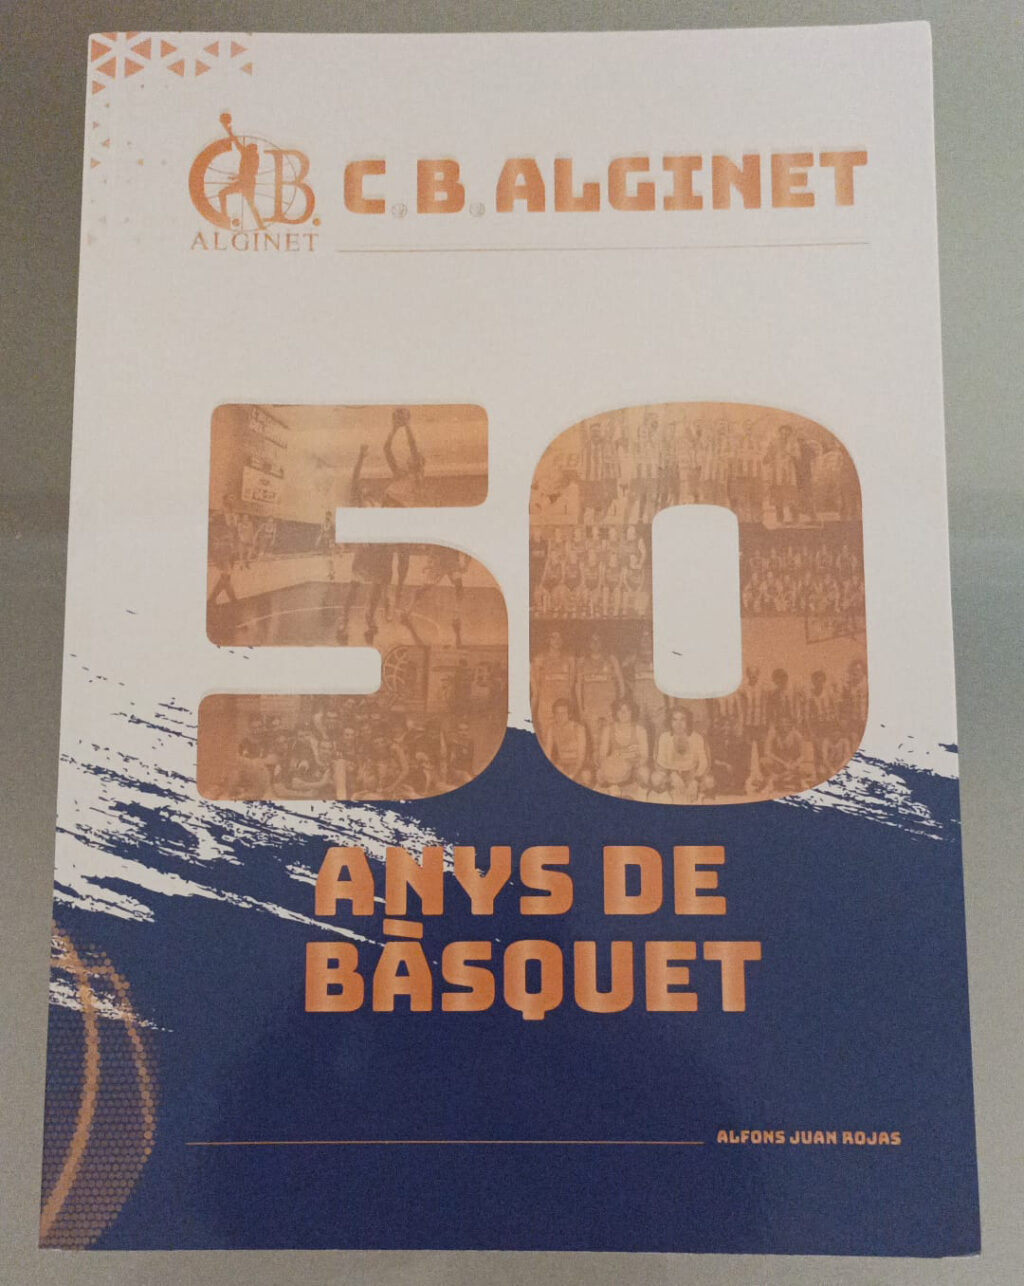 C.B.
ALGINET
C.B.ALGINET
50
ANYS DE
BÀSQUET
ALFONS JUAN ROJAS